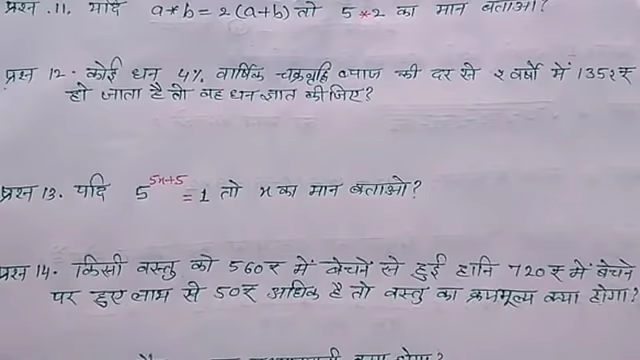 प्रश्न .11. यदि a*b = 2(a+b) तो 5*2 का मान बताओ?
प्रश्न 12. कोई धन 4% वार्षिक चक्रवृद्धि ब्याज की दर से २ वर्षो में 1352₹
हो जाता है तो वह धन ज्ञात कीजिए?
प्रश्न 13. यदि 5^5x+5 = 1 तो x का मान बताओ?
प्रश्न 14. किसी वस्तु को 560₹ में बेचने से हुई हानि 720₹ में बेचने
पर हुए लाभ से 50₹ अधिक है तो वस्तु का क्रयमूल्य क्या होगा?